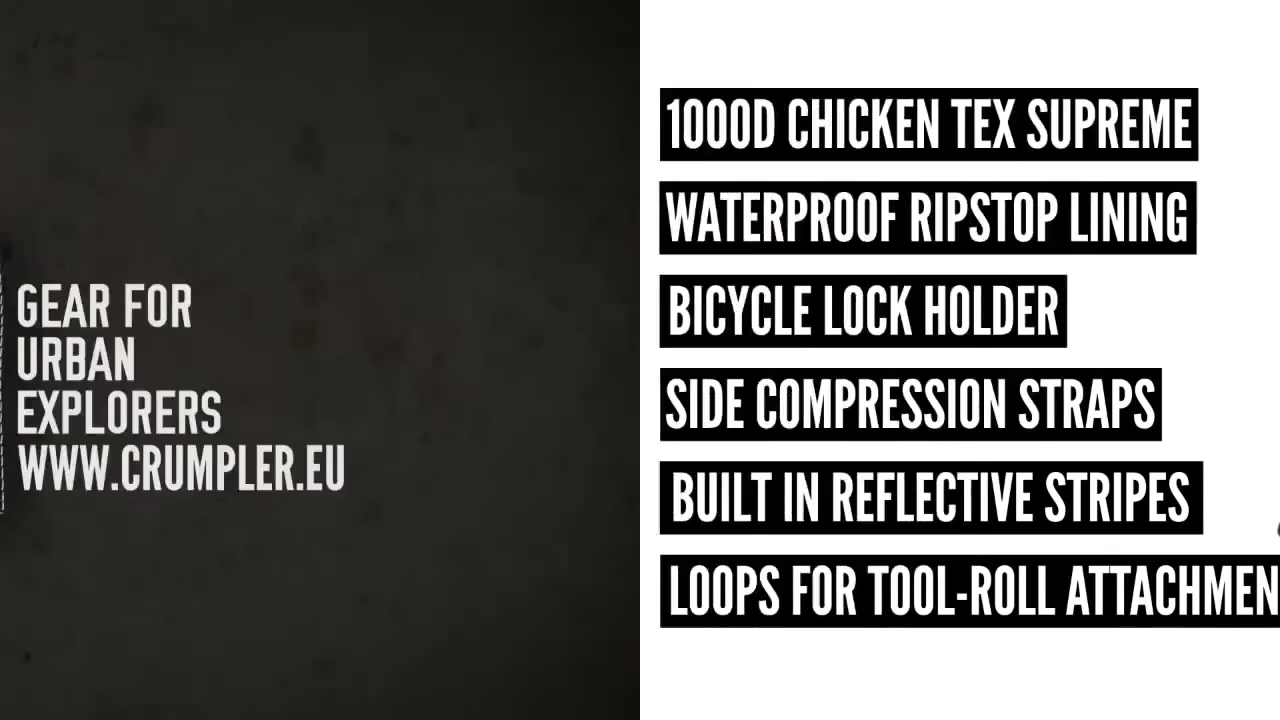 GEAR FOR
URBAN
EXPLORERS
WWW.CRUMPLER.EU
1000D CHICKEN TEX SUPREME
WATERPROOF RIPSTOP LINING
BICYCLE LOCK HOLDER
SIDE COMPRESSION STRAPS
BUILT IN REFLECTIVE STRIPES
LOOPS FOR TOOL-ROLL ATTACHMEN